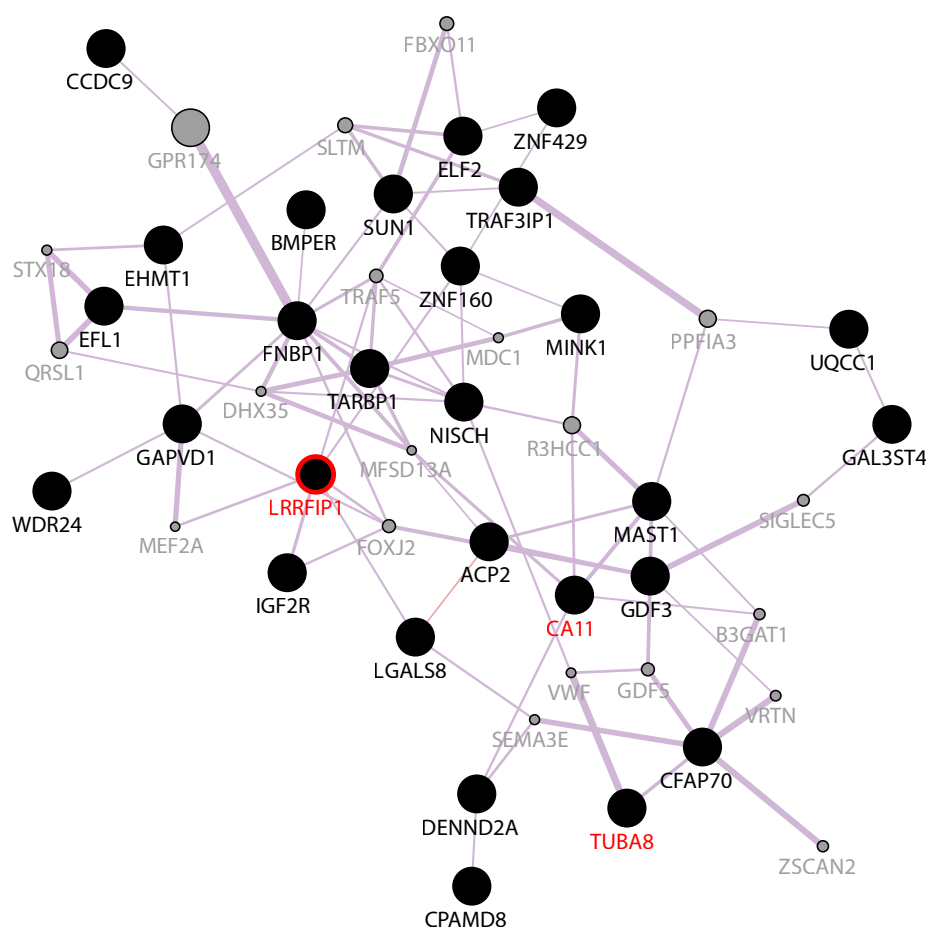 FBXO11
CCDC9
ZNF429
SLTM
GPR174
ELF2
TRAF3IP1
SUN1
BMPER
STX18
EHMT1
TRAF5
ZNF160
EFL1
FNBP1
MDC1
MINK1
PPFIA3
UQCC1
QRSL1
DHX35
TARBP1
NISCH
R3HCC1
GAPVD1
MFSD13A
GAL3ST4
LRRFIP1
WDR24
SIGLEC5
MAST1
MEF2A
FOXJ2
ACP2
IGF2R
GDF3
CA11
B3GAT1
LGALS8
VWF
GDF5
VRTN
SEMA3E
CFAP70
DENND2A
TUBA8
ZSCAN2
CPAMD8